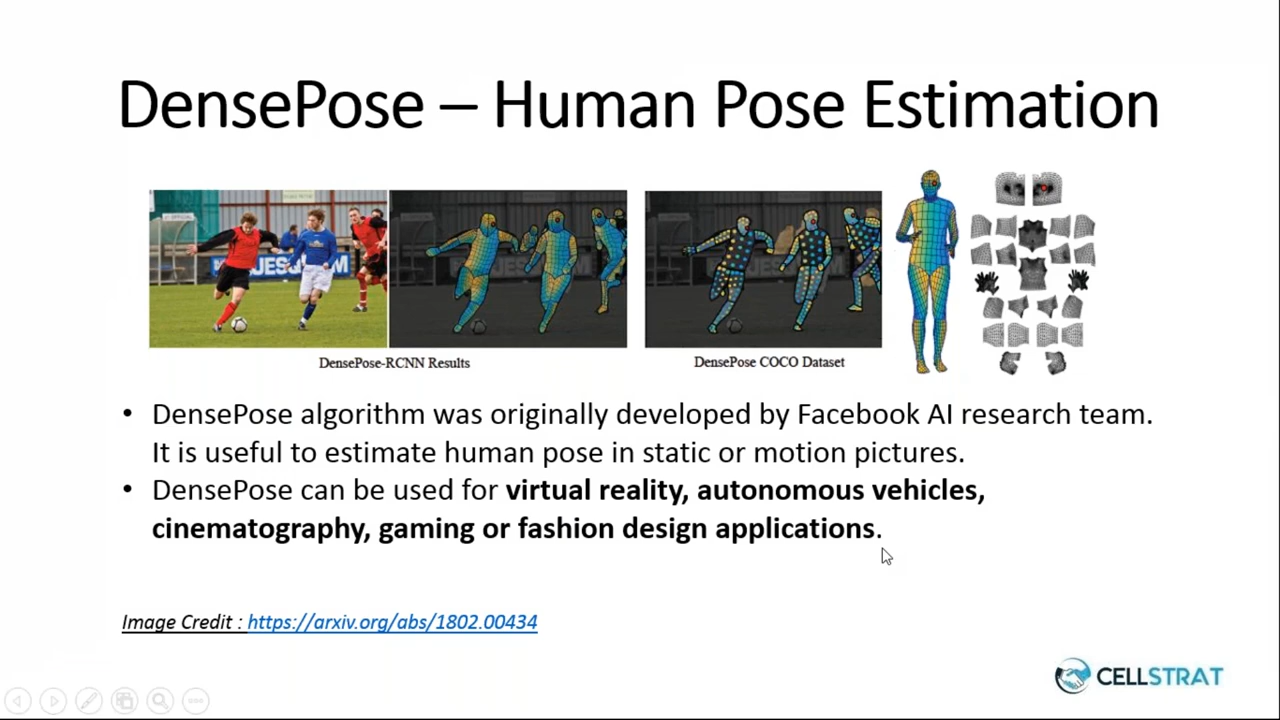 DensePose – Human Pose Estimation
DensePose-RCNN Results
DensePose COCO Dataset
• DensePose algorithm was originally developed by Facebook AI research team.
It is useful to estimate human pose in static or motion pictures.
• DensePose can be used for virtual reality, autonomous vehicles,
cinematography, gaming or fashion design applications.
Image Credit : https://arxiv.org/abs/1802.00434
CELLSTRAT